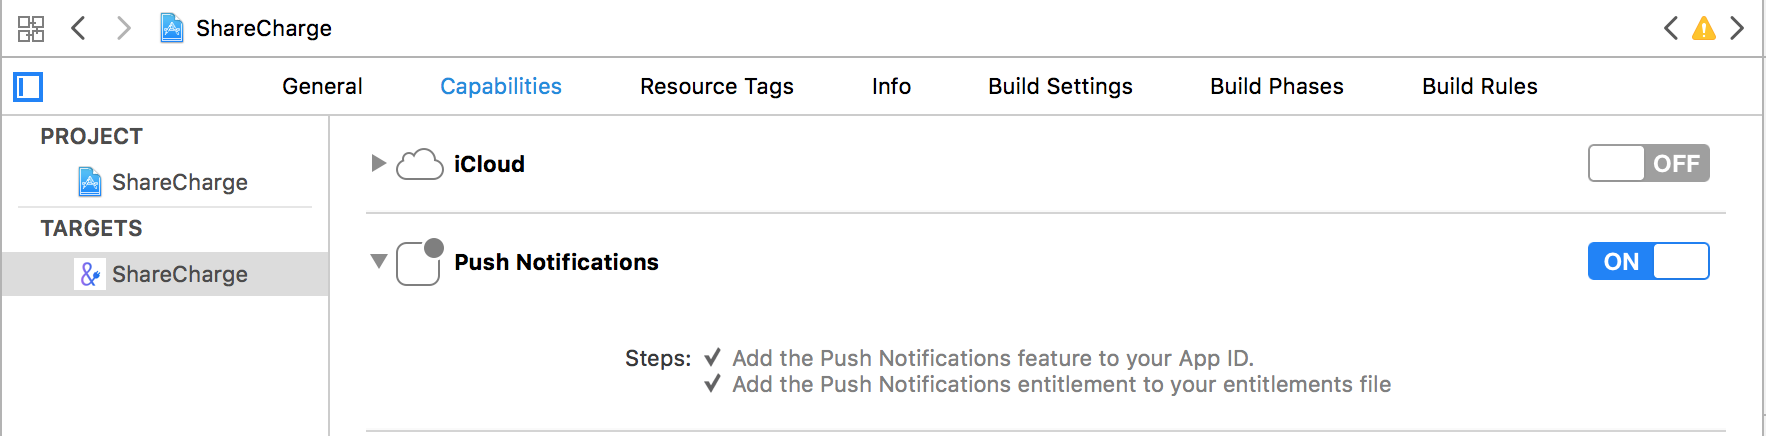 ShareCharge
General Capabilities Resource Tags Info Build Settings Build Phases Build Rules
PROJECT
ShareCharge
TARGETS
ShareCharge
iCloud OFF
Push Notifications ON
Steps: ✓ Add the Push Notifications feature to your App ID.
✓ Add the Push Notifications entitlement to your entitlements file